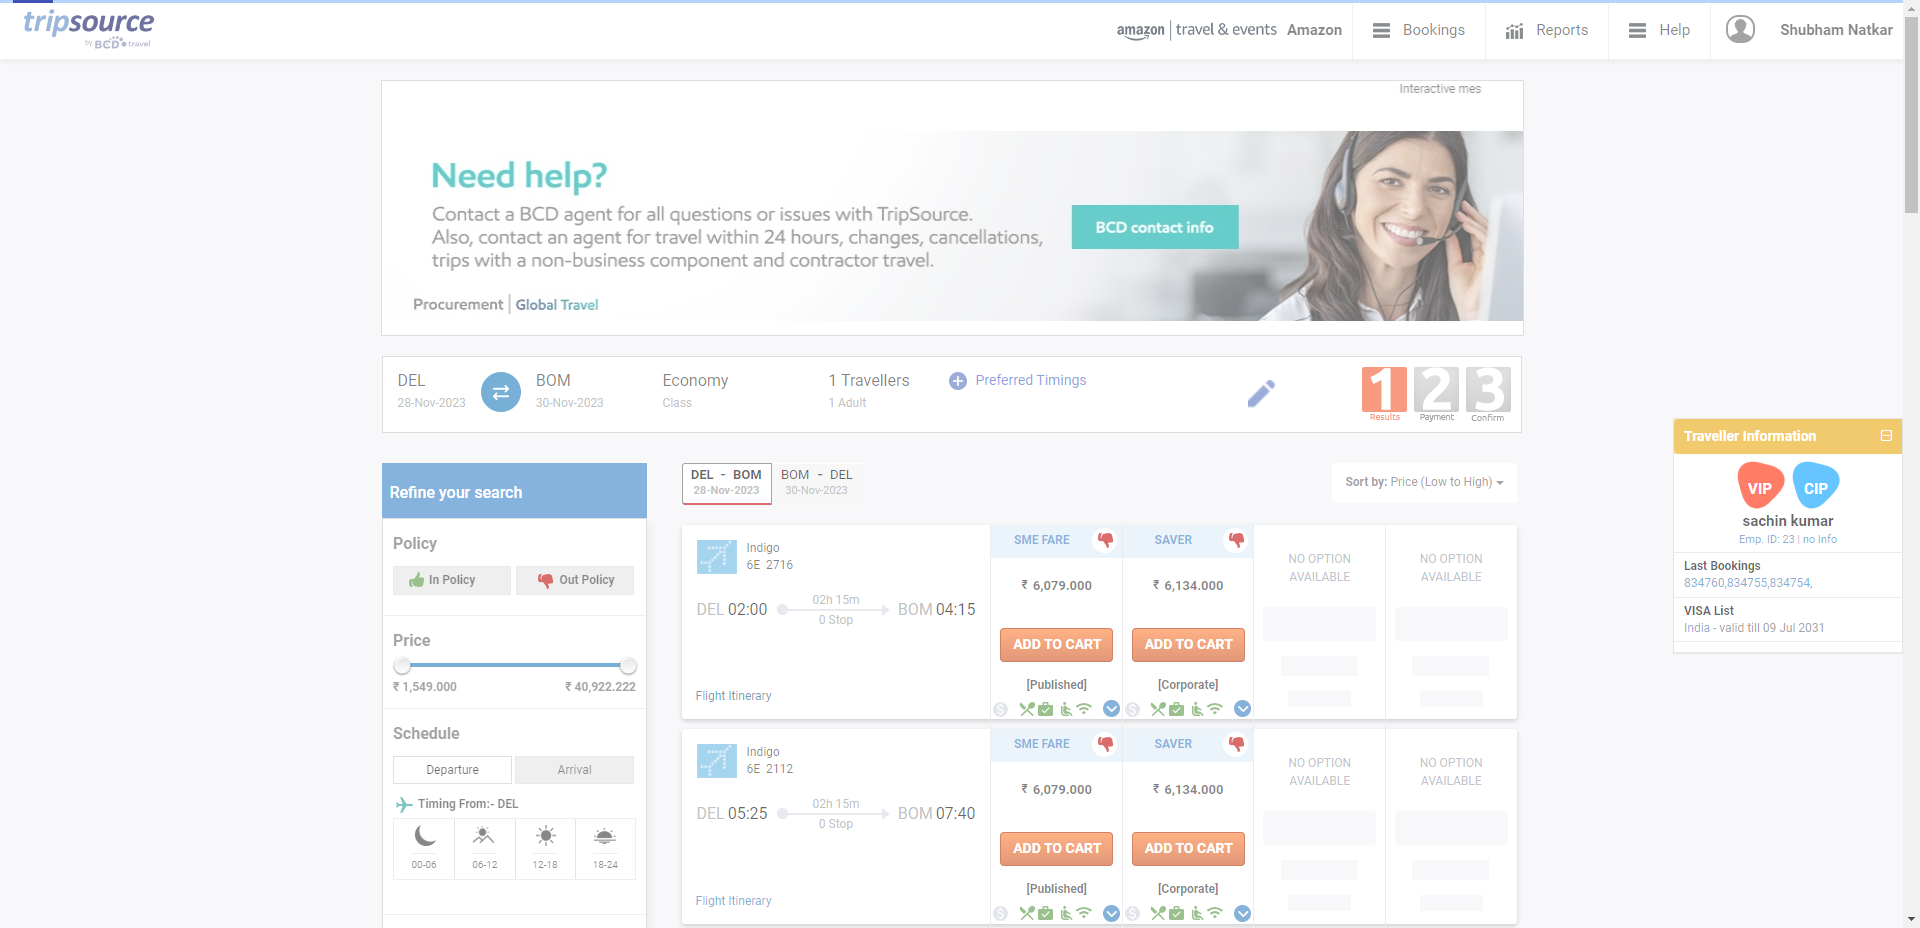 tripsource
by BCD travel
amazon | travel & events Amazon
Bookings
Reports
Help
Shubham Natkar
Interactive mes
Need help?
Contact a BCD agent for all questions or issues with TripSource.
Also, contact an agent for travel within 24 hours, changes, cancellations,
trips with a non-business component and contractor travel.
BCD contact info
Procurement | Global Travel
DEL
28-Nov-2023
BOM
30-Nov-2023
Economy
Class
1 Travellers
1 Adult
Preferred Timings
1 2 3
Results Payment Confirm
Traveller Information
VIP CIP
sachin kumar
Emp. ID: 23 | no Info
Last Bookings
834760,834755,834754,
VISA List
India - valid till 09 Jul 2031
Refine your search
Policy
In Policy
Out Policy
Price
₹ 1,549.000
₹ 40,922.222
Schedule
Departure
Arrival
Timing From:- DEL
00-06
06-12
12-18
18-24
DEL - BOM
28-Nov-2023
BOM - DEL
30-Nov-2023
Sort by: Price (Low to High)
Indigo
6E 2716
DEL 02:00
02h 15m
0 Stop
BOM 04:15
Flight Itinerary
SME FARE
₹ 6,079.000
ADD TO CART
[Published]
SAVER
₹ 6,134.000
ADD TO CART
[Corporate]
NO OPTION
AVAILABLE
NO OPTION
AVAILABLE
Indigo
6E 2112
DEL 05:25
02h 15m
0 Stop
BOM 07:40
Flight Itinerary
SME FARE
₹ 6,079.000
ADD TO CART
[Published]
SAVER
₹ 6,134.000
ADD TO CART
[Corporate]
NO OPTION
AVAILABLE
NO OPTION
AVAILABLE